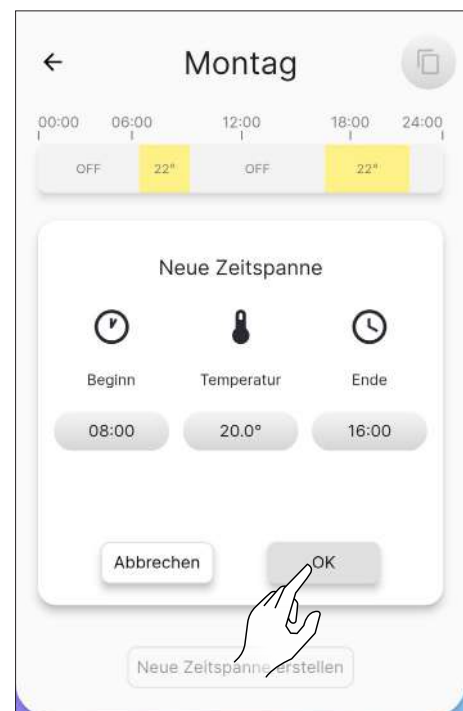 Montag
00:00 06:00 12:00 18:00 24:00
OFF 22° OFF 22°
Neue Zeitspanne
Beginn Temperatur Ende
08:00 20.0° 16:00
Abbrechen OK
Neue Zeitspanne erstellen